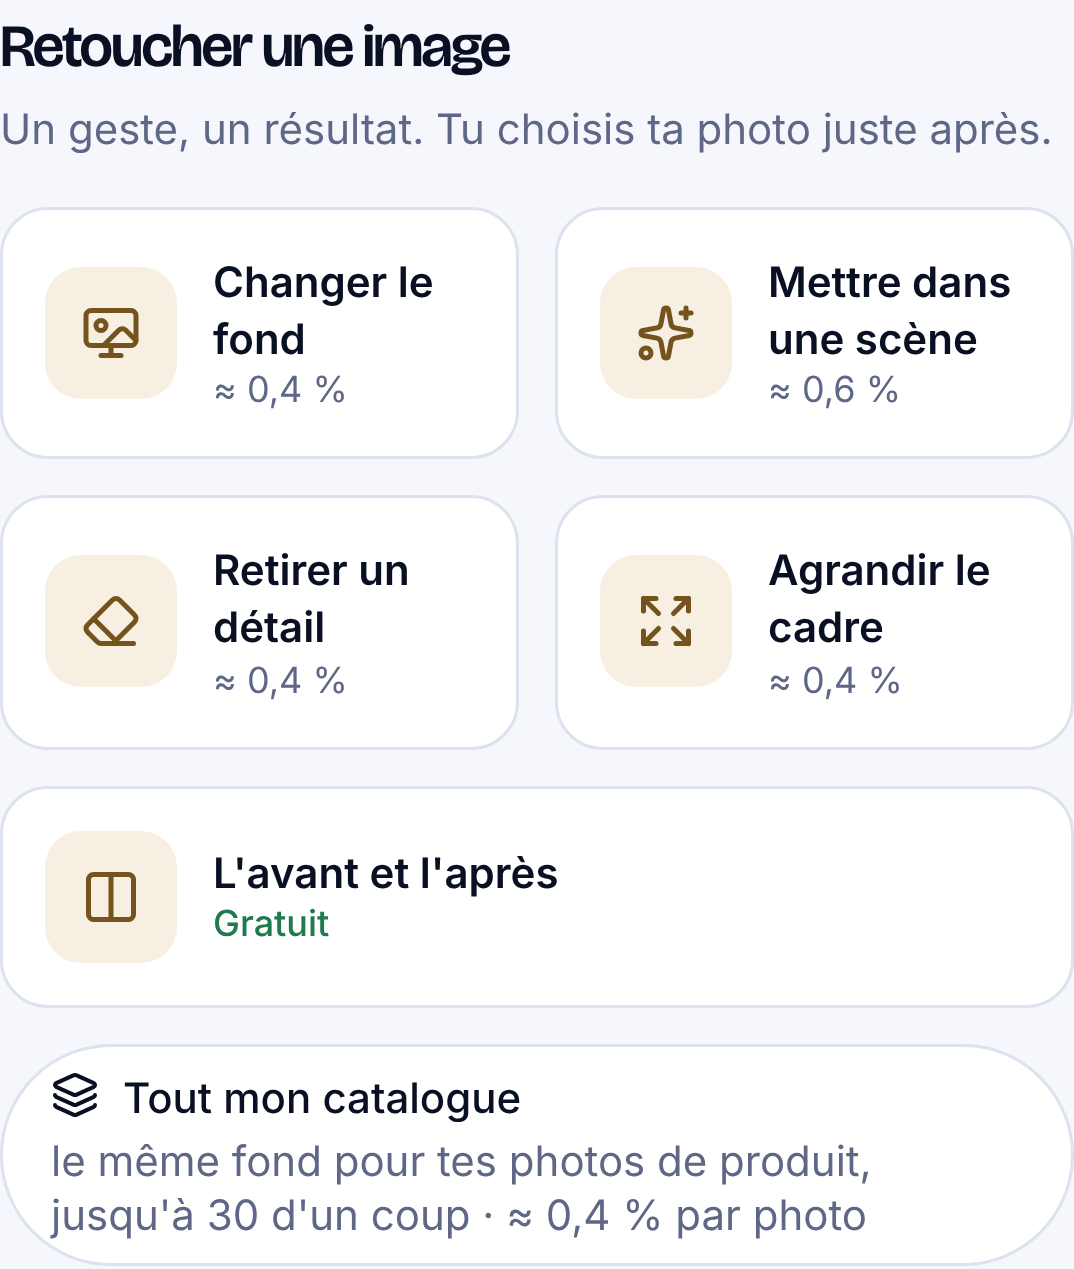 Retoucher une image
Un geste, un résultat. Tu choisis ta photo juste après.
Changer le
fond
≈ 0,4 %
Mettre dans
une scène
≈ 0,6 %
Retirer un
détail
≈ 0,4 %
Agrandir le
cadre
≈ 0,4 %
L'avant et l'après
Gratuit
Tout mon catalogue
le même fond pour tes photos de produit,
jusqu'à 30 d'un coup · ≈ 0,4 % par photo